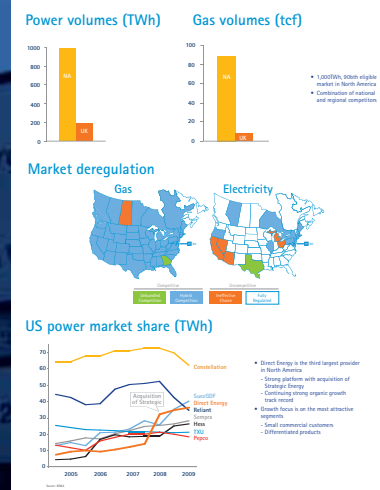 Power volumes (TWh)
Gas volumes (tcf)
1000
800
600
400
200
0
NA
UK
100
80
60
40
20
0
NA
UK
• 1,000TWh, 90bth eligible
market in North America
• Combination of national
and regional competitors
Market deregulation
Gas
Electricity
Competitive
Uncompetitive
Unbundled
Competitive
Hybrid
Competitive
Ineffective
Choice
Fully
Regulated
US power market share (TWh)
70
60
50
40
30
20
10
0
2005
2006
2007
2008
2009
Acquisition
of Strategic
Constellation
Suez/GDF
Direct Energy
Reliant
Sempra
Hess
TXU
Pepco
• Direct Energy is the third largest provider
in North America
- Strong platform with acquisition of
Strategic Energy
- Continuing strong organic growth
track record
• Growth focus is on the most attractive
segments
- Small commercial customers
- Differentiated products